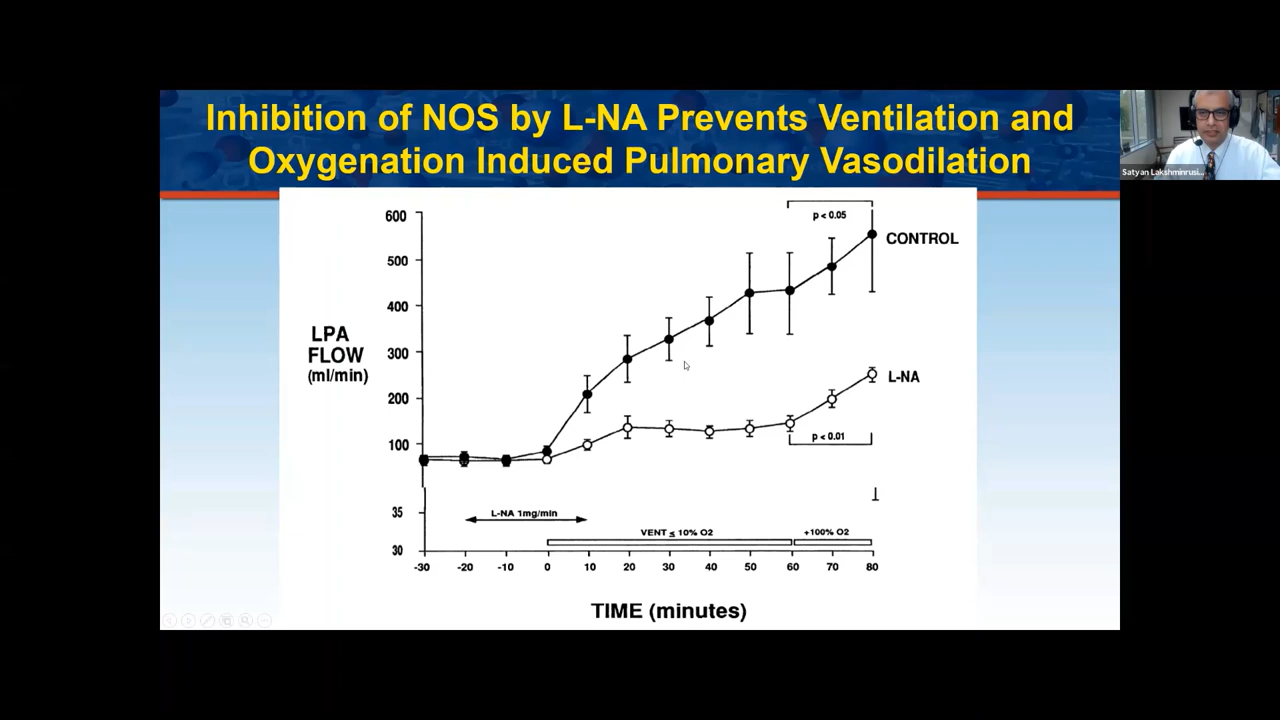 Inhibition of NOS by L-NA Prevents Ventilation and
Oxygenation Induced Pulmonary Vasodilation
Satyan Lakshminrusi...
600
500
400
300
200
100
35
30
LPA
FLOW
(ml/min)
p < 0.05
CONTROL
L-NA
p < 0.01
L-NA 1mg/min
VENT ≤ 10% O2
+100% O2
-30 -20 -10 0 10 20 30 40 50 60 70 80
TIME (minutes)